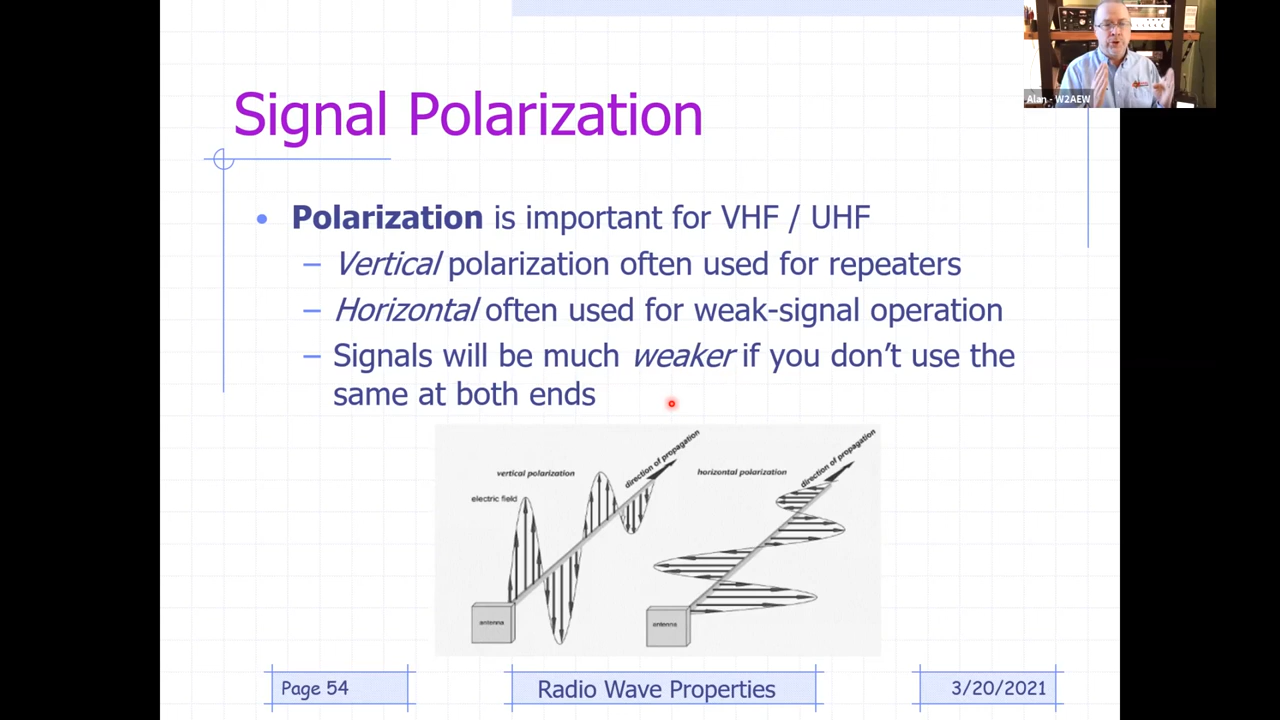 Alan - W2AEW
Signal Polarization
• Polarization is important for VHF / UHF
– Vertical polarization often used for repeaters
– Horizontal often used for weak-signal operation
– Signals will be much weaker if you don't use the
same at both ends
vertical polarization
direction of propagation
electric field
antenna
horizontal polarization
direction of propagation
antenna
Page 54
Radio Wave Properties
3/20/2021